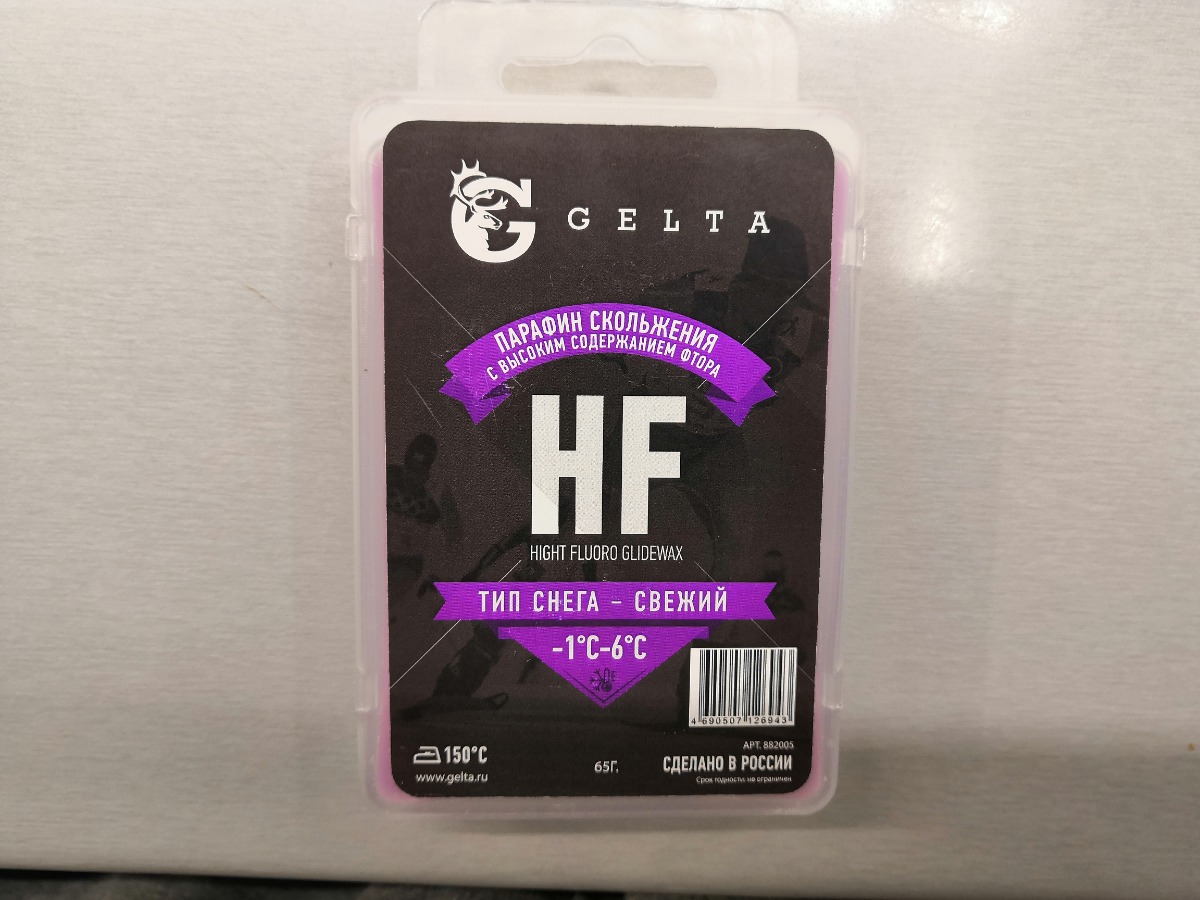 GELTA
ПАРАФИН СКОЛЬЖЕНИЯ
С ВЫСОКИМ СОДЕРЖАНИЕМ ФТОРА
HF
HIGHT FLUORO GLIDEWAX
ТИП СНЕГА – СВЕЖИЙ
-1°C-6°C
4 690507 126943
АРТ. 882005
150°C
СДЕЛАНО В РОССИИ
www.gelta.ru
65Г.
Срок годности: не ограничен